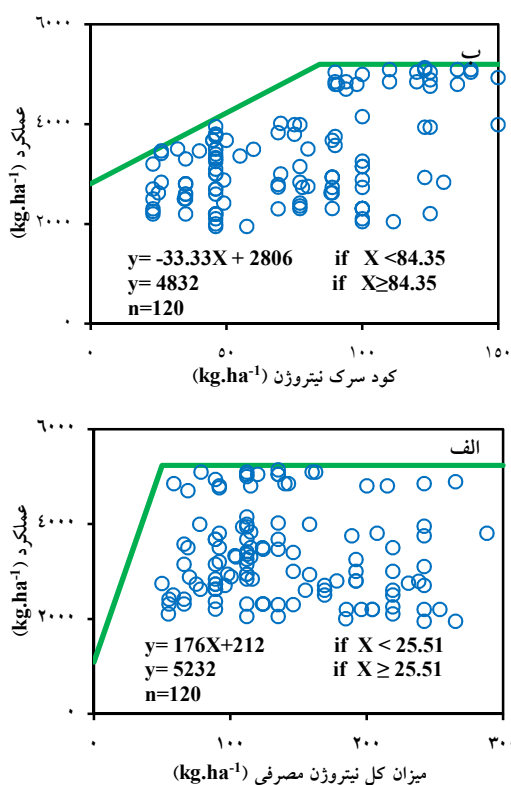 ب
۶۰۰۰
۴۰۰۰
۲۰۰۰
۰
عملکرد (kg.ha-1)
y= -33.33X + 2806 if X <84.35
y= 4832 if X≥84.35
n=120
۰ ۵۰ ۱۰۰ ۱۵۰
کود سرک نیتروژن (kg.ha-1)
الف
۶۰۰۰
۴۰۰۰
۲۰۰۰
۰
عملکرد (kg.ha-1)
y= 176X+212 if X < 25.51
y= 5232 if X ≥ 25.51
n=120
۰ ۱۰۰ ۲۰۰ ۳۰۰
میزان کل نیتروژن مصرفی (kg.ha-1)